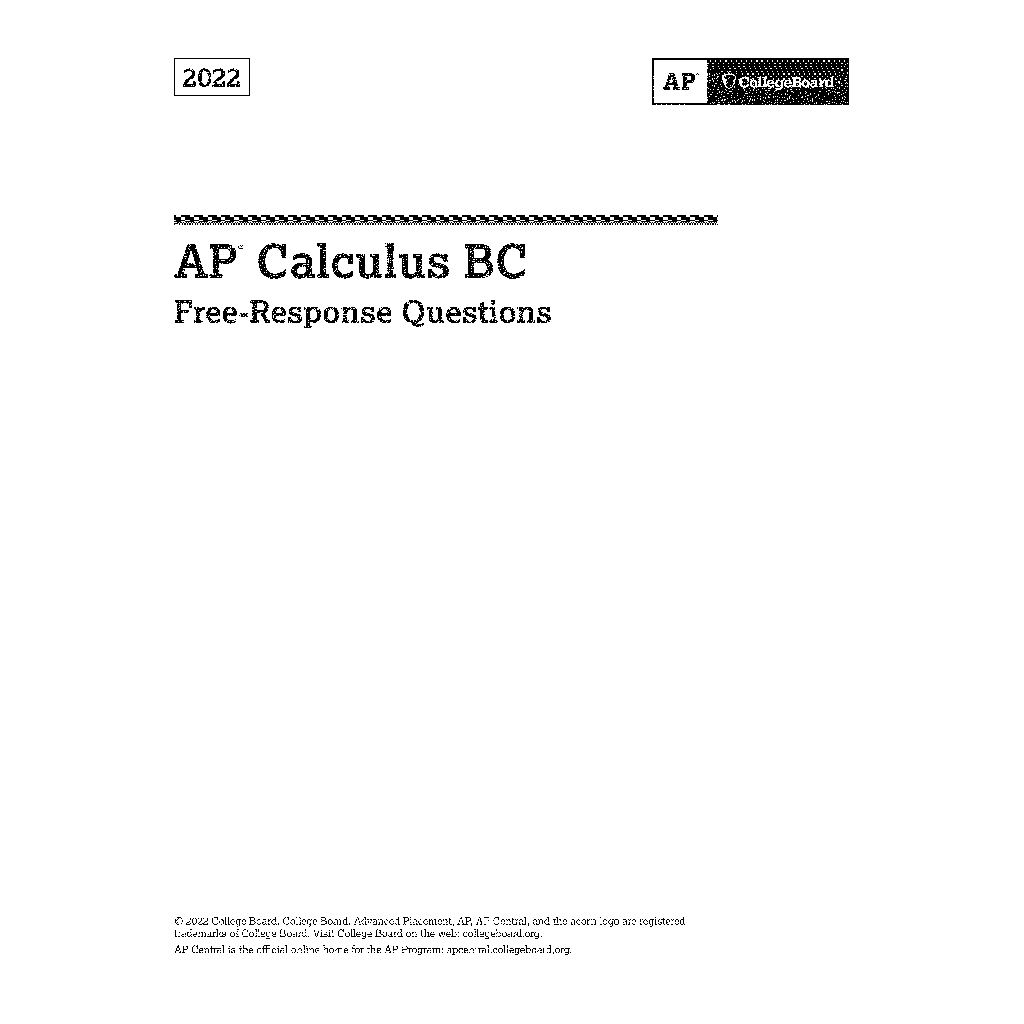 2022
AP® CollegeBoard
AP® Calculus BC
Free-Response Questions
© 2022 College Board. College Board, Advanced Placement, AP, AP Central, and the acorn logo are registered
trademarks of College Board. Visit College Board on the web: collegeboard.org.
AP Central is the official online home for the AP Program: apcentral.collegeboard.org.